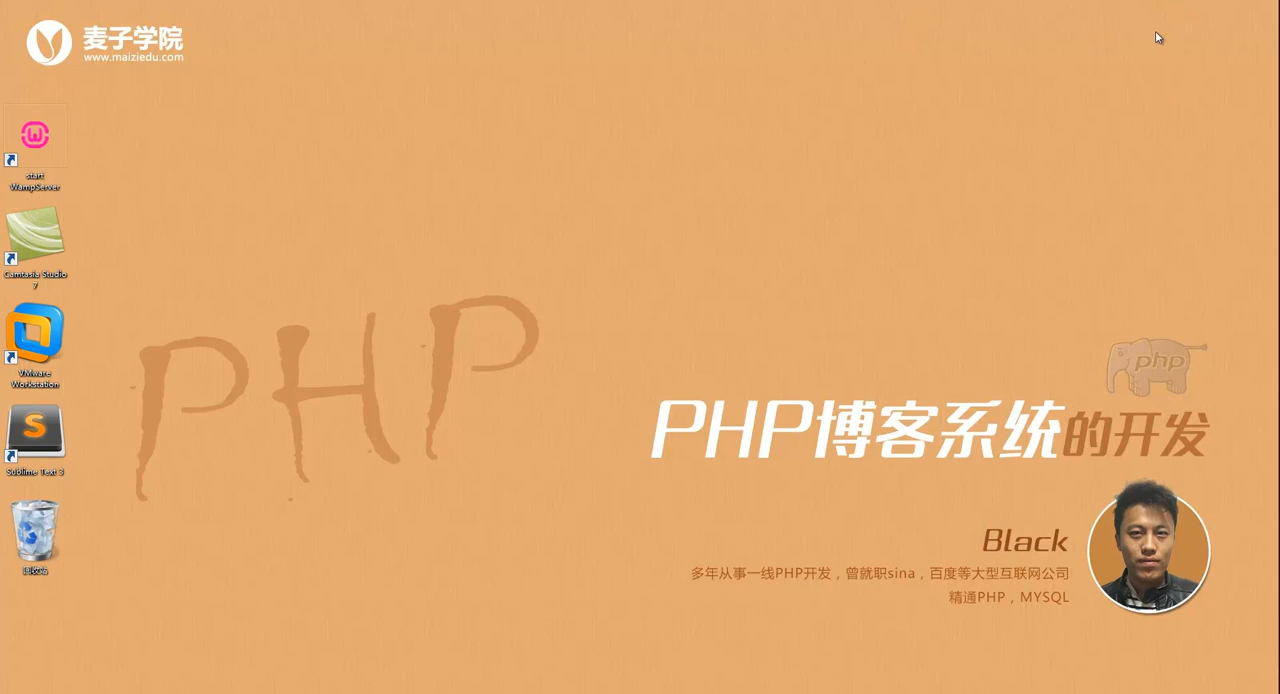 麦子学院
www.maiziedu.com
start
WampServer
Camtasia Studio
7
VMware
Workstation
Sublime Text 3
回收站
PHP
php
PHP博客系统的开发
Black
多年从事一线PHP开发，曾就职sina，百度等大型互联网公司
精通PHP，MYSQL